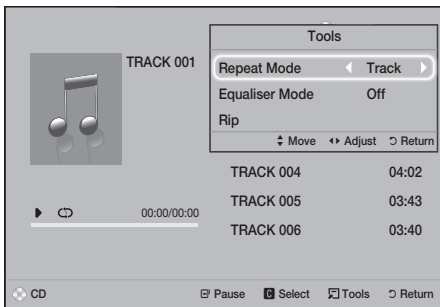 Tools
TRACK 001
Repeat Mode Track
Equaliser Mode Off
Rip
Move Adjust Return
TRACK 004 04:02
TRACK 005 03:43
00:00/00:00
TRACK 006 03:40
CD Pause C Select Tools Return